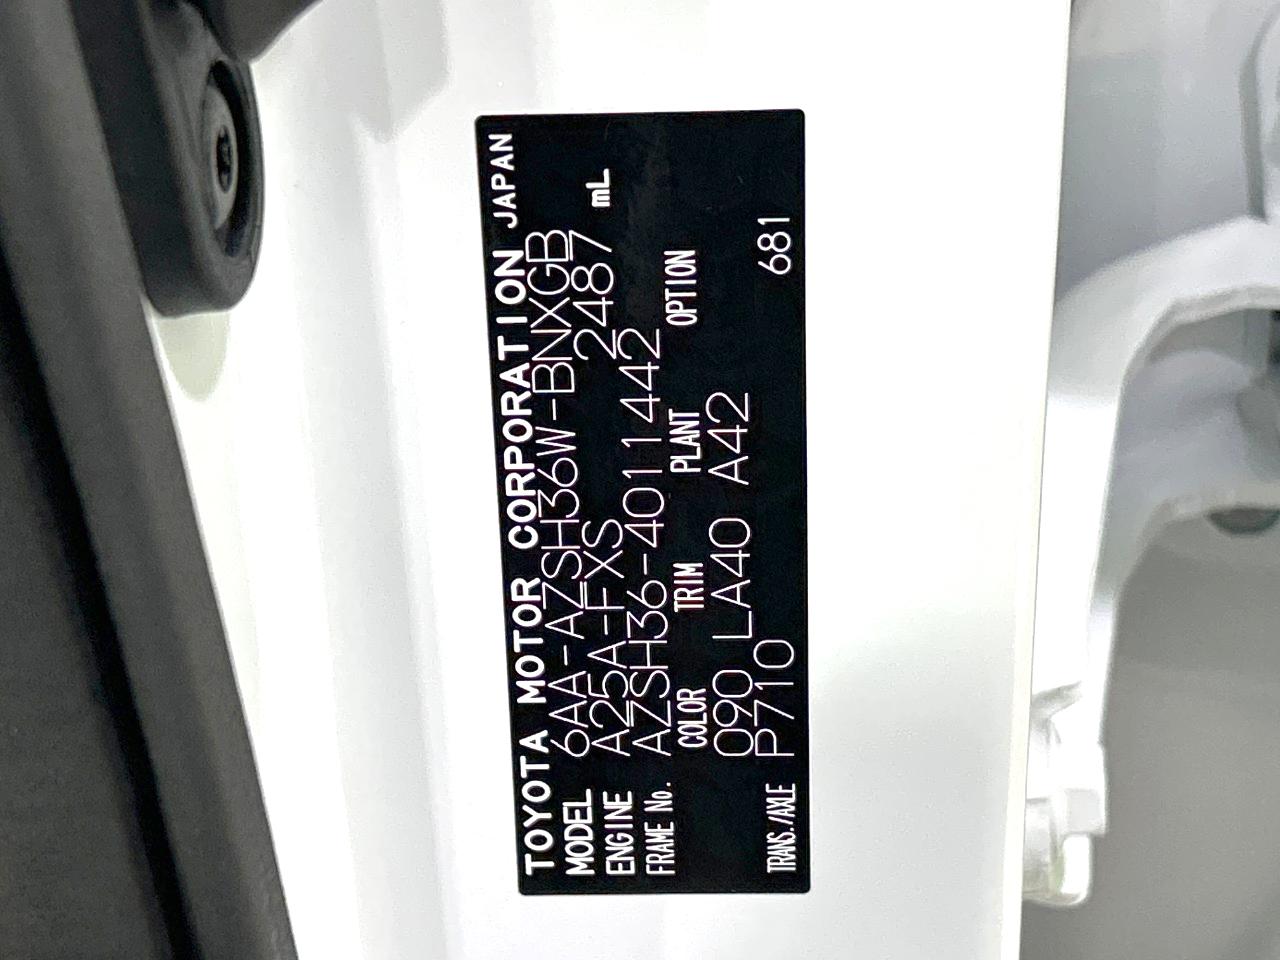 TOYOTA MOTOR CORPORATION JAPAN
MODEL 6AA-AZSH36W-BNXGB
ENGINE A25A-FXS 2487 mL
FRAME No. AZSH36-4011442
COLOR TRIM PLANT OPTION
090 LA40 A42
TRANS./AXLE P710 681